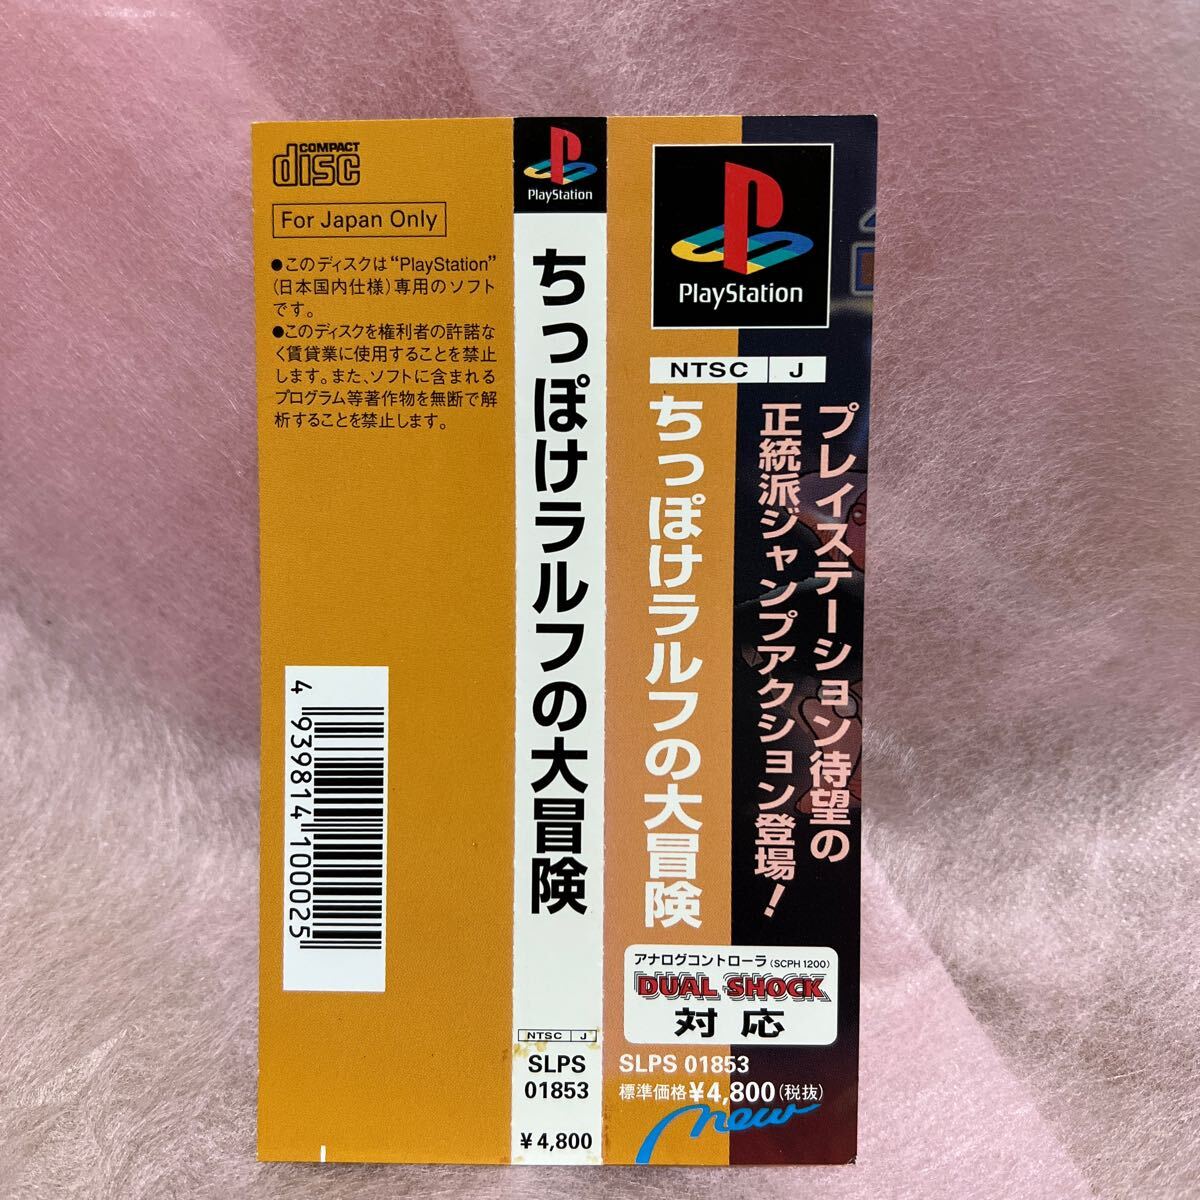 COMPACT
disc
For Japan Only
●このディスクは“PlayStation”
(日本国内仕様)専用のソフト
です。
●このディスクを権利者の許諾な
く賃貸業に使用することを禁止
します。また、ソフトに含まれる
プログラム等著作物を無断で解
析することを禁止します。
4 939814 100025
PlayStation
ちっぽけラルフの大冒険
NTSC J
SLPS
01853
¥4,800
PlayStation
NTSC J
プレイステーション待望の
正統派ジャンプアクション登場!
ちっぽけラルフの大冒険
アナログコントローラ(SCPH 1200)
DUAL SHOCK
対応
SLPS 01853
標準価格¥4,800(税抜)
new